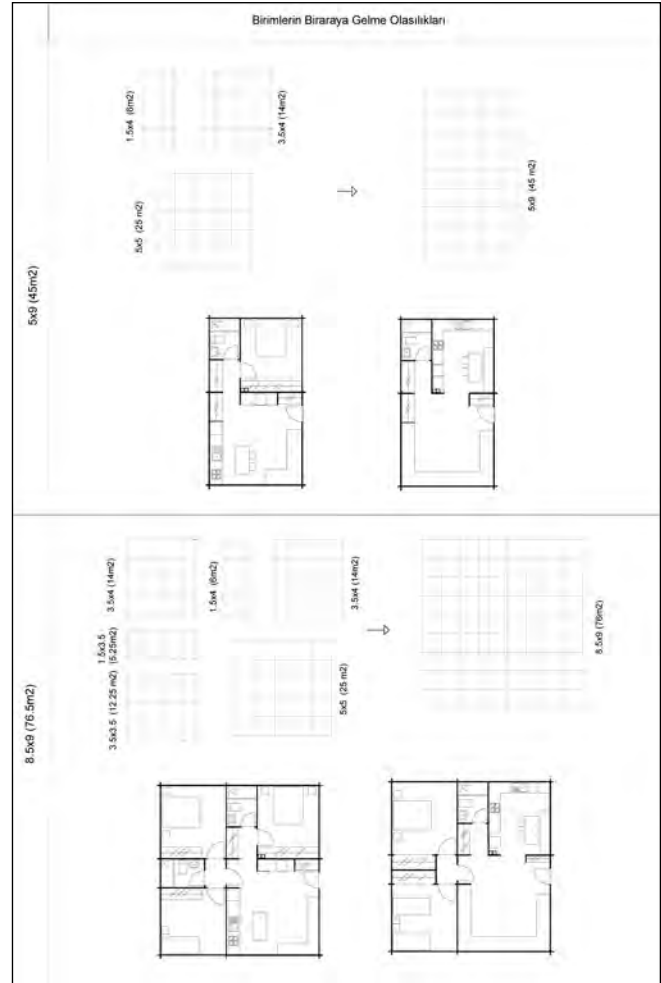 Birimlerin Biraraya Gelme Olasılıkları
5x9 (45m2)
1.5x4 (6m2)
3.5x4 (14m2)
5x5 (25 m2)
5x9 (45 m2)
8.5x9 (76.5m2)
3.5x4 (14m2)
1.5x4 (6m2)
3.5x4 (14m2)
1.5x3.5
(5.25m2)
3.5x3.5 (12.25 m2)
5x5 (25 m2)
8.5x9 (76m2)